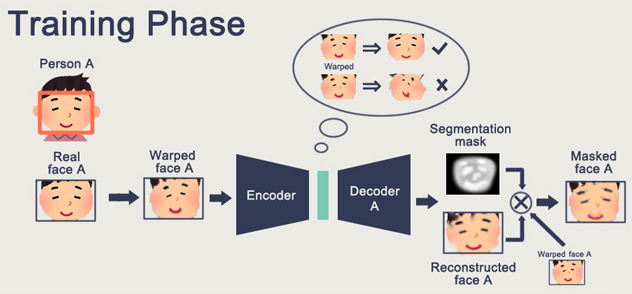 Training Phase
Person A
Real
face A
Warped
face A
Encoder
Warped
Decoder
A
Segmentation
mask
Reconstructed
face A
Warped face A
Masked
face A